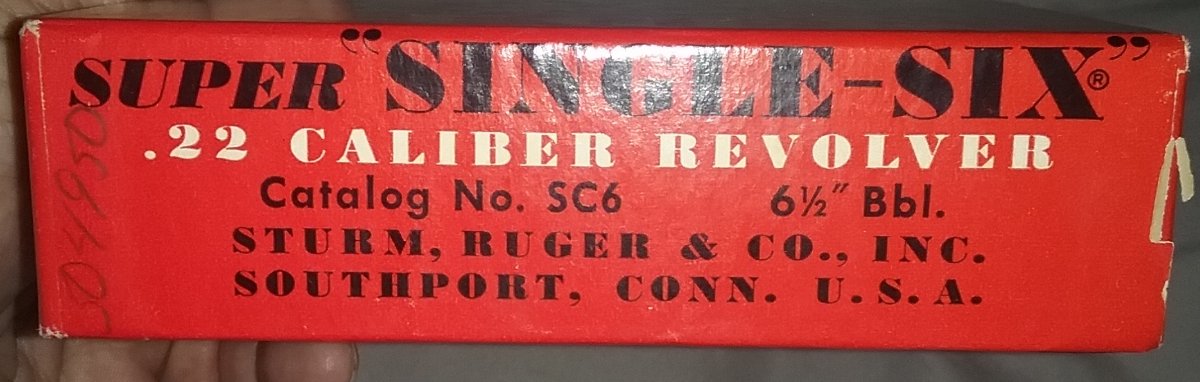 SUPER “SINGLE-SIX”®
.22 CALIBER REVOLVER
Catalog No. SC6 6½" Bbl.
STURM, RUGER & CO., INC.
SOUTHPORT, CONN. U.S.A.